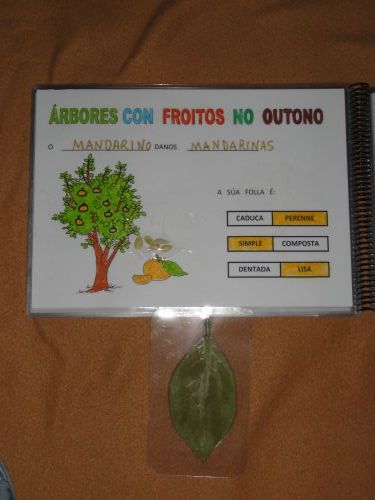 ÁRBORES CON FROITOS NO OUTONO
O MANDARINO DANOS MANDARINAS
A SÚA FOLLA É:
CADUCA PERENNE
SIMPLE COMPOSTA
DENTADA LISA